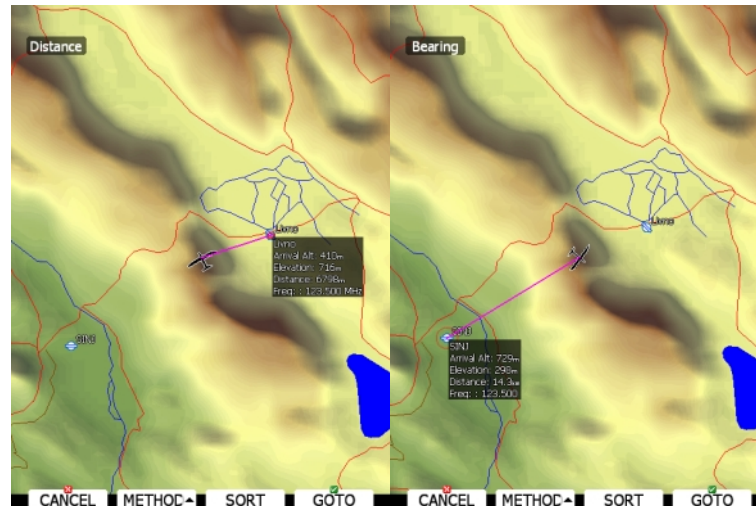 Distance
Livno
Livno
Arrival Alt: 410m
Elevation: 716m
Distance: 6798m
Freq: : 123.500 MHz
SINJ
CANCEL METHOD SORT GOTO
Bearing
Livno
SINJ
SINJ
Arrival Alt: 729m
Elevation: 298m
Distance: 14.3km
Freq: : 123.500
CANCEL METHOD SORT GOTO